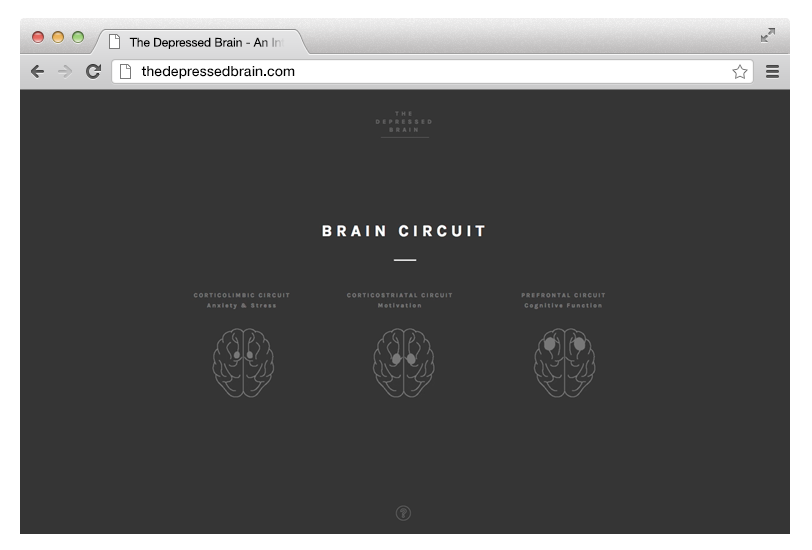 The Depressed Brain - An In
thedepressedbrain.com
THE
DEPRESSED
BRAIN
BRAIN CIRCUIT
CORTICOLIMBIC CIRCUIT
Anxiety & Stress
CORTICOSTRIATAL CIRCUIT
Motivation
PREFRONTAL CIRCUIT
Cognitive Function
?